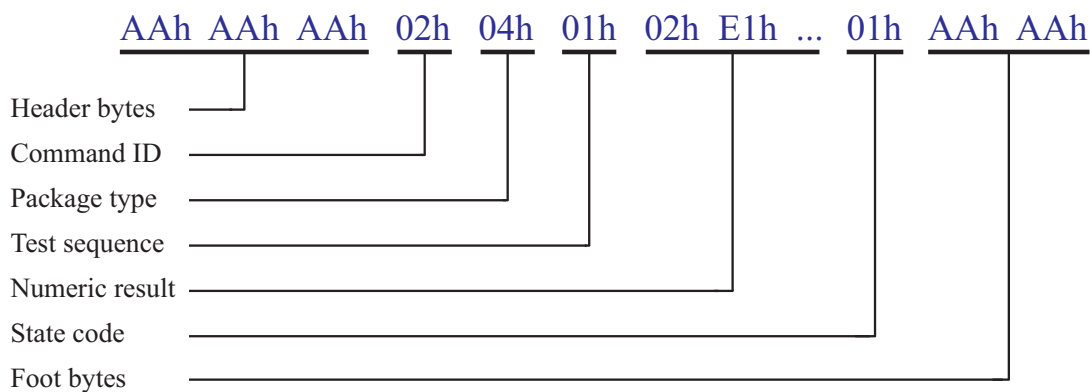 AAh AAh AAh 02h 04h 01h 02h E1h ... 01h AAh AAh
Header bytes
Command ID
Package type
Test sequence
Numeric result
State code
Foot bytes